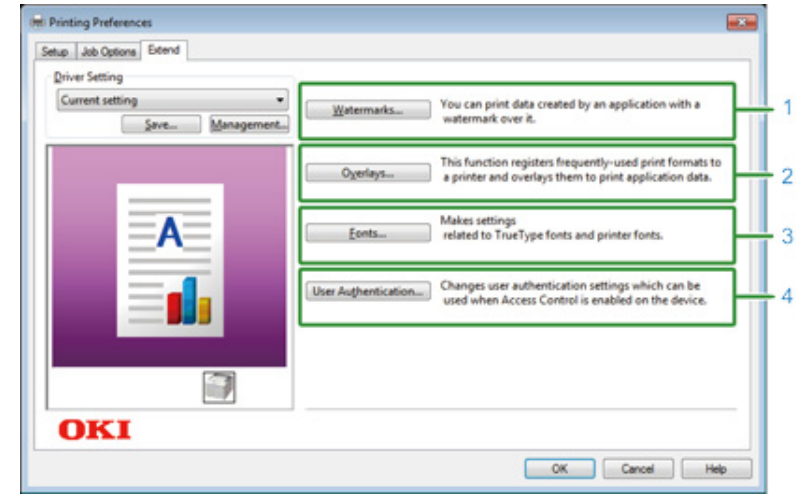 Printing Preferences
Setup Job Options Extend
Driver Setting
Current setting
Save... Management...
Watermarks...
You can print data created by an application with a
watermark over it.
1
Overlays...
This function registers frequently-used print formats to
a printer and overlays them to print application data.
2
Fonts...
Makes settings
related to TrueType fonts and printer fonts.
3
User Authentication...
Changes user authentication settings which can be
used when Access Control is enabled on the device.
4
A
OKI
OK Cancel Help